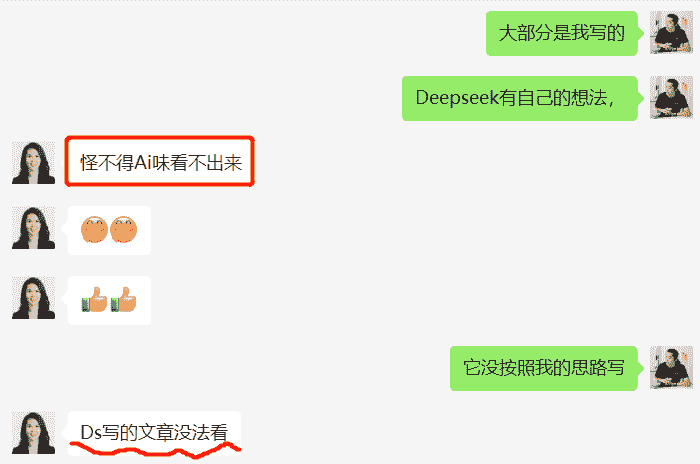 大部分是我写的
Deepseek有自己的想法，
怪不得Ai味看不出来
它没按照我的思路写
Ds写的文章没法看